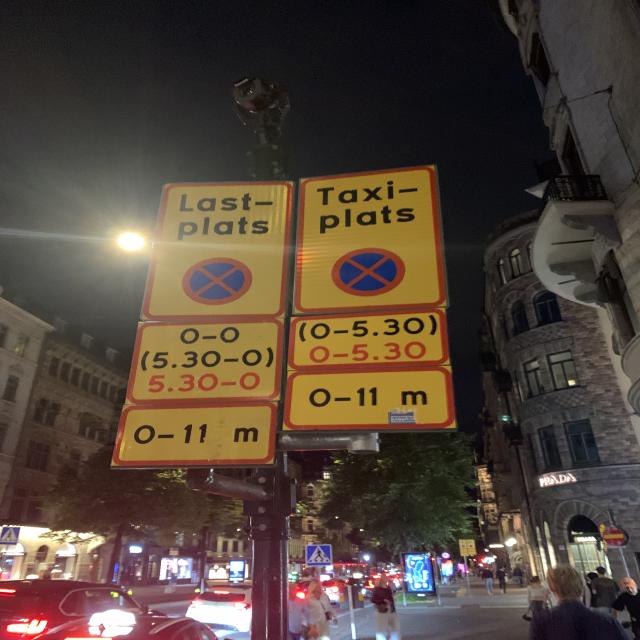 Last-
plats
0-0
(5.30-0)
5.30-0
0-11 m
Taxi-
plats
(0-5.30)
0-5.30
0-11 m
PRADA